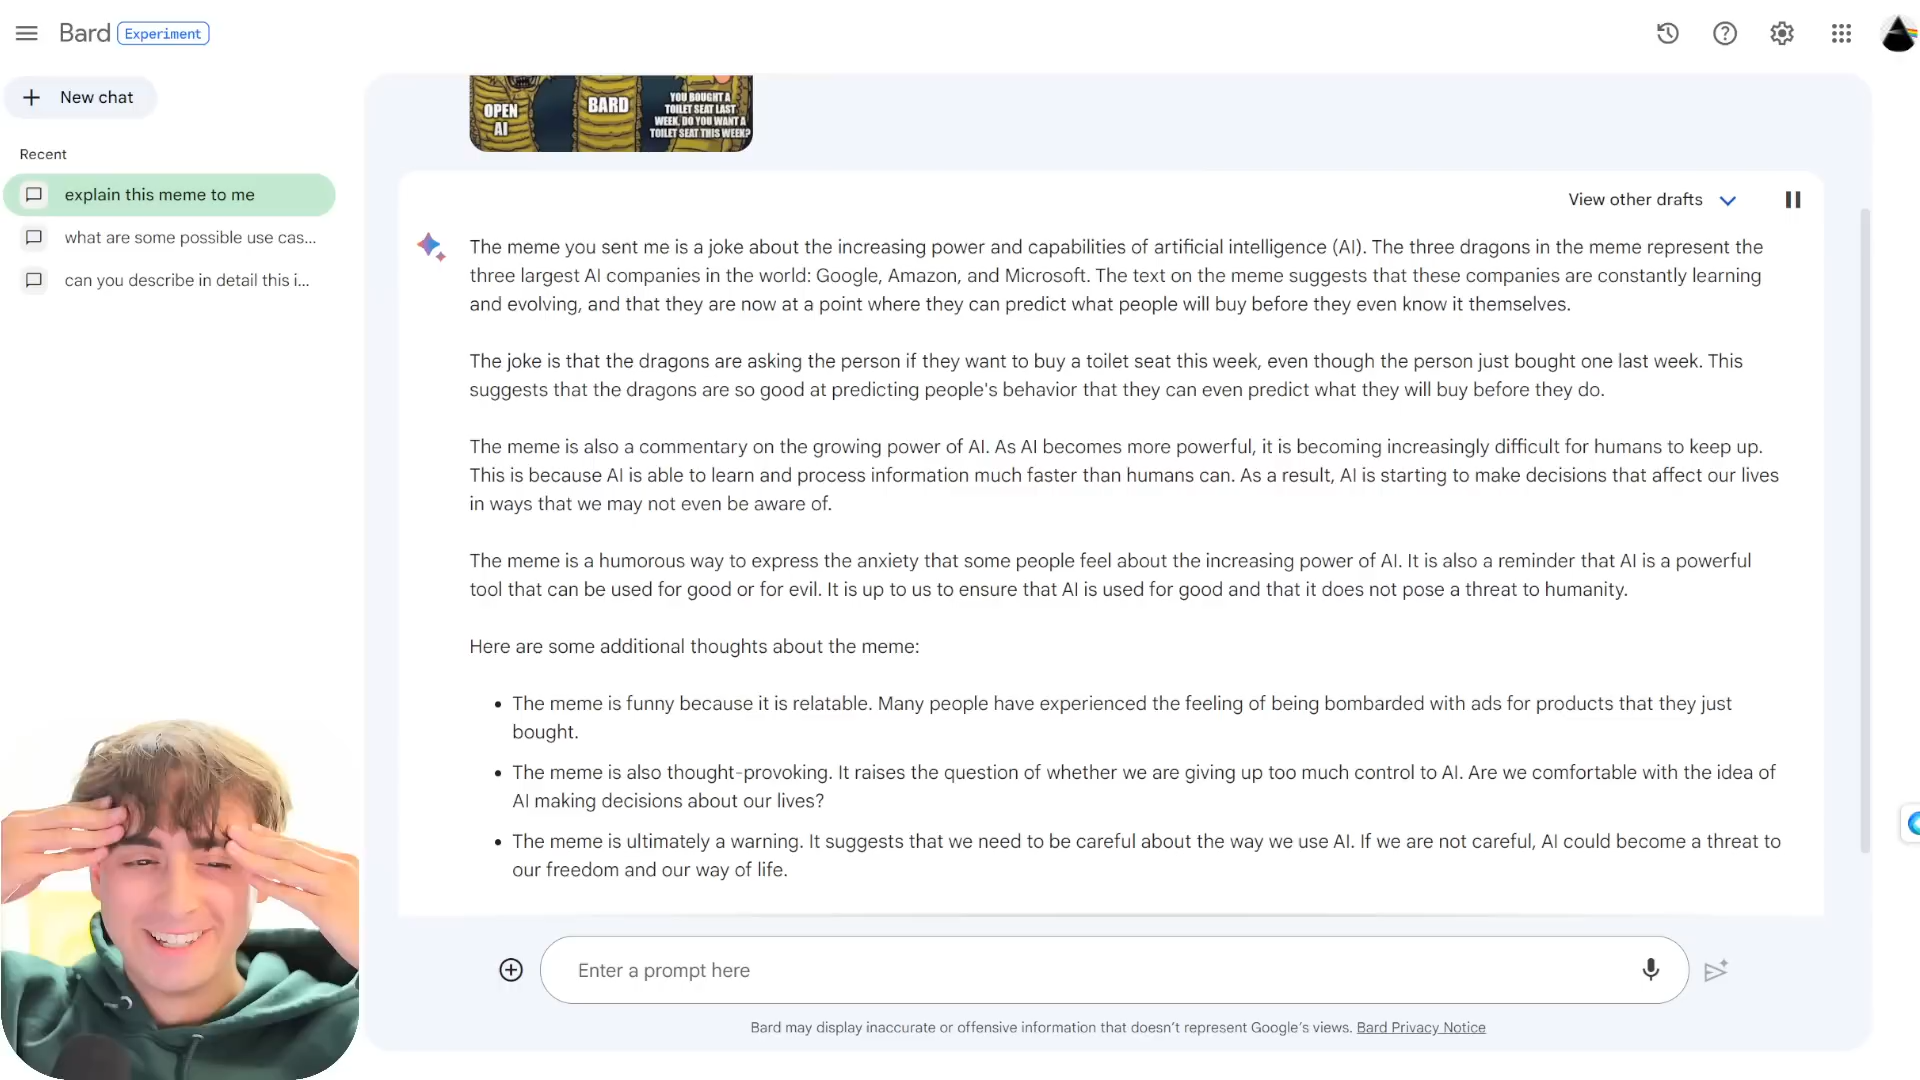 Bard Experiment
New chat
Recent
explain this meme to me
what are some possible use cas...
can you describe in detail this i...
OPEN
AI
BARD
YOU BOUGHT A
TOILET SEAT LAST
WEEK, DO YOU WANT A
TOILET SEAT THIS WEEK?
View other drafts
The meme you sent me is a joke about the increasing power and capabilities of artificial intelligence (AI). The three dragons in the meme represent the
three largest AI companies in the world: Google, Amazon, and Microsoft. The text on the meme suggests that these companies are constantly learning
and evolving, and that they are now at a point where they can predict what people will buy before they even know it themselves.
The joke is that the dragons are asking the person if they want to buy a toilet seat this week, even though the person just bought one last week. This
suggests that the dragons are so good at predicting people's behavior that they can even predict what they will buy before they do.
The meme is also a commentary on the growing power of AI. As AI becomes more powerful, it is becoming increasingly difficult for humans to keep up.
This is because AI is able to learn and process information much faster than humans can. As a result, AI is starting to make decisions that affect our lives
in ways that we may not even be aware of.
The meme is a humorous way to express the anxiety that some people feel about the increasing power of AI. It is also a reminder that AI is a powerful
tool that can be used for good or for evil. It is up to us to ensure that AI is used for good and that it does not pose a threat to humanity.
Here are some additional thoughts about the meme:
• The meme is funny because it is relatable. Many people have experienced the feeling of being bombarded with ads for products that they just
bought.
• The meme is also thought-provoking. It raises the question of whether we are giving up too much control to AI. Are we comfortable with the idea of
AI making decisions about our lives?
• The meme is ultimately a warning. It suggests that we need to be careful about the way we use AI. If we are not careful, AI could become a threat to
our freedom and our way of life.
Enter a prompt here
Bard may display inaccurate or offensive information that doesn't represent Google's views. Bard Privacy Notice